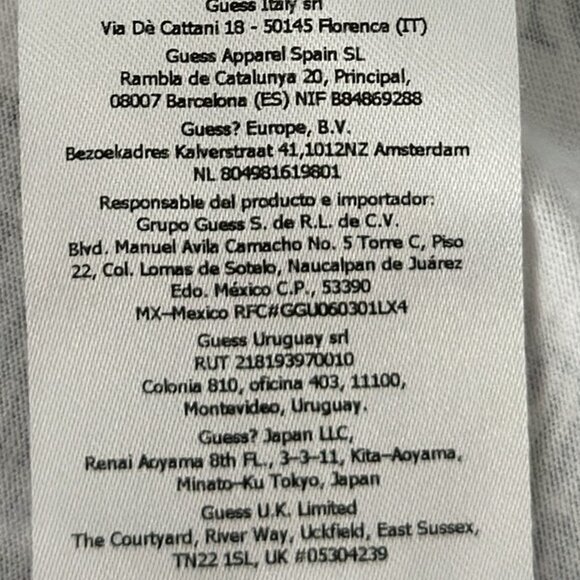 Guess Italy srl
Via Dè Cattani 18 - 50145 Florence (IT)
Guess Apparel Spain SL
Rambla de Catalunya 20, Principal,
08007 Barcelona (ES) NIF B84869288
Guess? Europe, B.V.
Bezoekadres Kalverstraat 41,1012NZ Amsterdam
NL 804981619B01
Responsable del producto e importador:
Grupo Guess S. de R.L. de C.V.
Blvd. Manuel Avila Camacho No. 5 Torre C, Piso
22, Col. Lomas de Sotelo, Naucalpan de Juárez
Edo. México C.P., 53390
MX-Mexico RFC#GGU060301LX4
Guess Uruguay srl
RUT 218193970010
Colonia 810, oficina 403, 11100,
Montevideo, Uruguay.
Guess? Japan LLC,
Renai Aoyama 8th FL., 3-3-11, Kita-Aoyama,
Minato-Ku Tokyo, Japan
Guess U.K. Limited
The Courtyard, River Way, Uckfield, East Sussex,
TN22 1SL, UK #05304239